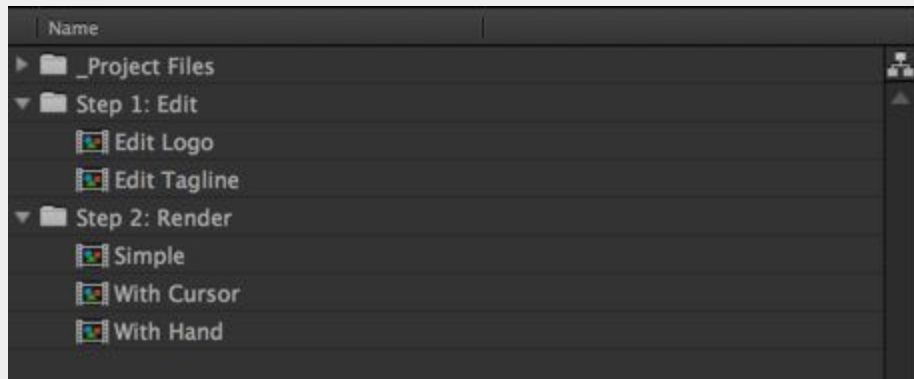 Name
_Project Files
Step 1: Edit
Edit Logo
Edit Tagline
Step 2: Render
Simple
With Cursor
With Hand